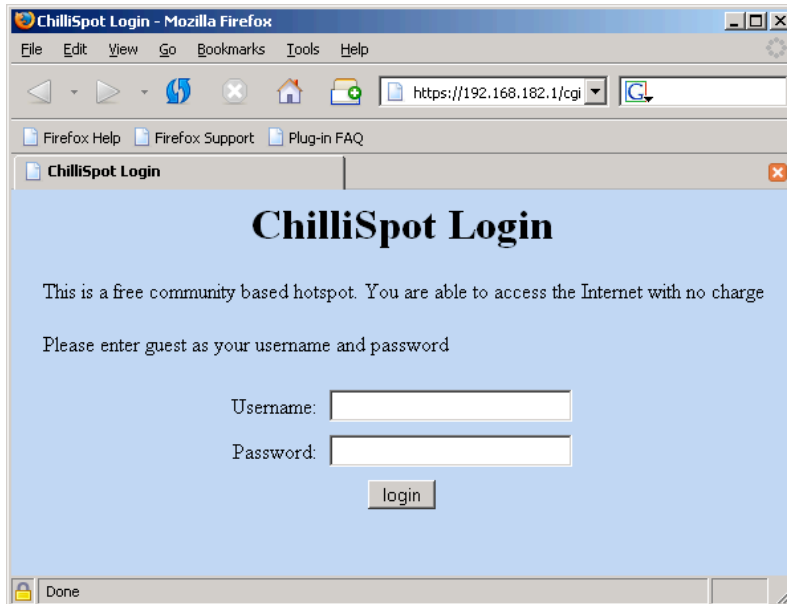 ChilliSpot Login - Mozilla Firefox
File Edit View Go Bookmarks Tools Help
https://192.168.182.1/cgi G
Firefox Help Firefox Support Plug-in FAQ
ChilliSpot Login
ChilliSpot Login
This is a free community based hotspot. You are able to access the Internet with no charge
Please enter guest as your username and password
Username:
Password:
login
Done